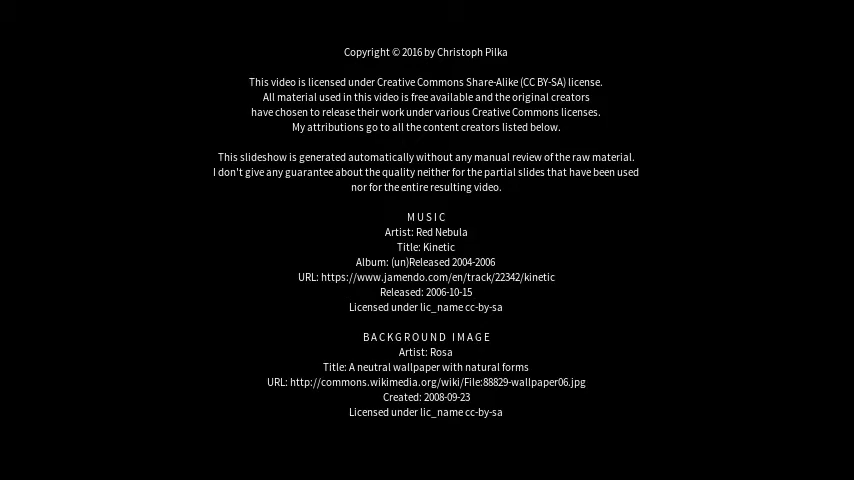 Copyright © 2016 by Christoph Pilka
This video is licensed under Creative Commons Share-Alike (CC BY-SA) license.
All material used in this video is free available and the original creators
have chosen to release their work under various Creative Commons licenses.
My attributions go to all the content creators listed below.
This slideshow is generated automatically without any manual review of the raw material.
I don't give any guarantee about the quality neither for the partial slides that have been used
nor for the entire resulting video.
M U S I C
Artist: Red Nebula
Title: Kinetic
Album: (un)Released 2004-2006
URL: https://www.jamendo.com/en/track/22342/kinetic
Released: 2006-10-15
Licensed under lic_name cc-by-sa
B A C K G R O U N D   I M A G E
Artist: Rosa
Title: A neutral wallpaper with natural forms
URL: http://commons.wikimedia.org/wiki/File:88829-wallpaper06.jpg
Created: 2008-09-23
Licensed under lic_name cc-by-sa